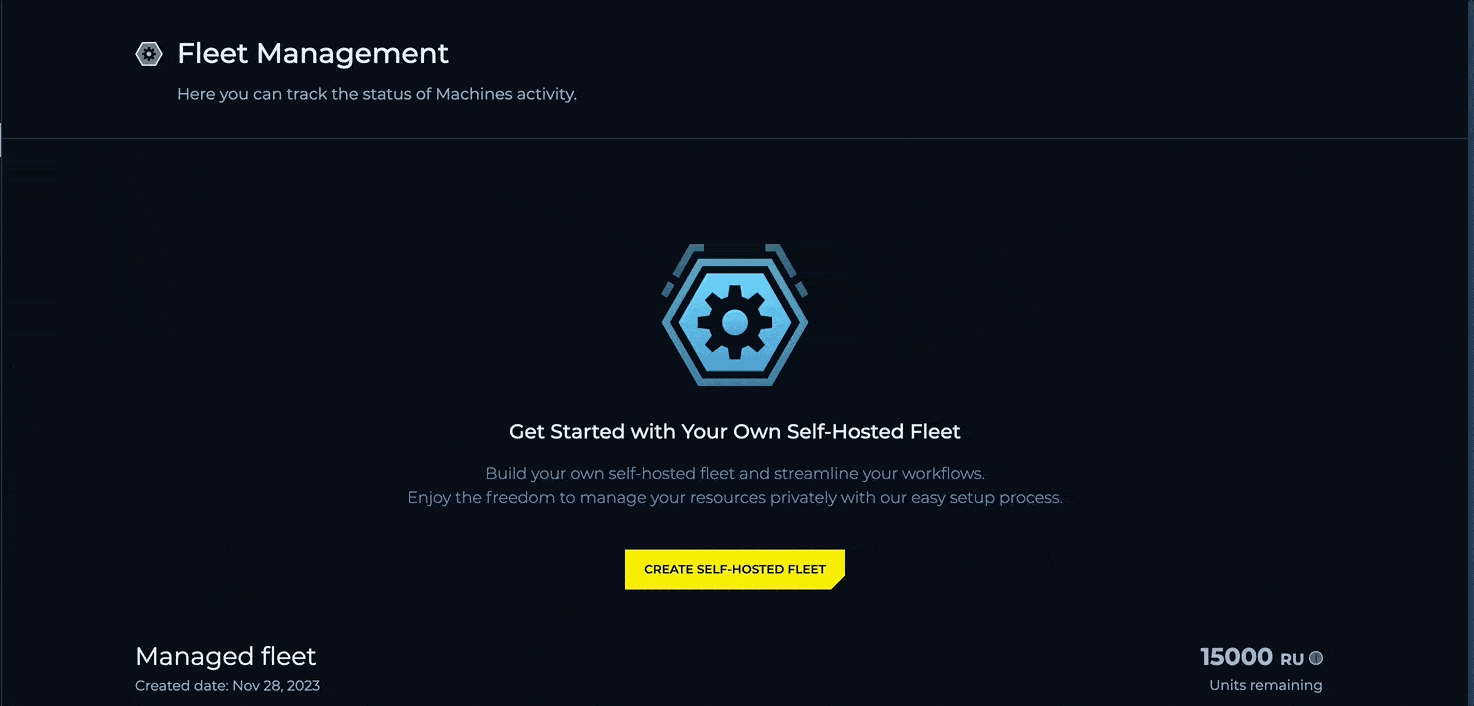 Fleet Management
Here you can track the status of Machines activity.
Get Started with Your Own Self-Hosted Fleet
Build your own self-hosted fleet and streamline your workflows.
Enjoy the freedom to manage your resources privately with our easy setup process.
CREATE SELF-HOSTED FLEET
Managed fleet
15000 RU
Created date: Nov 28, 2023
Units remaining